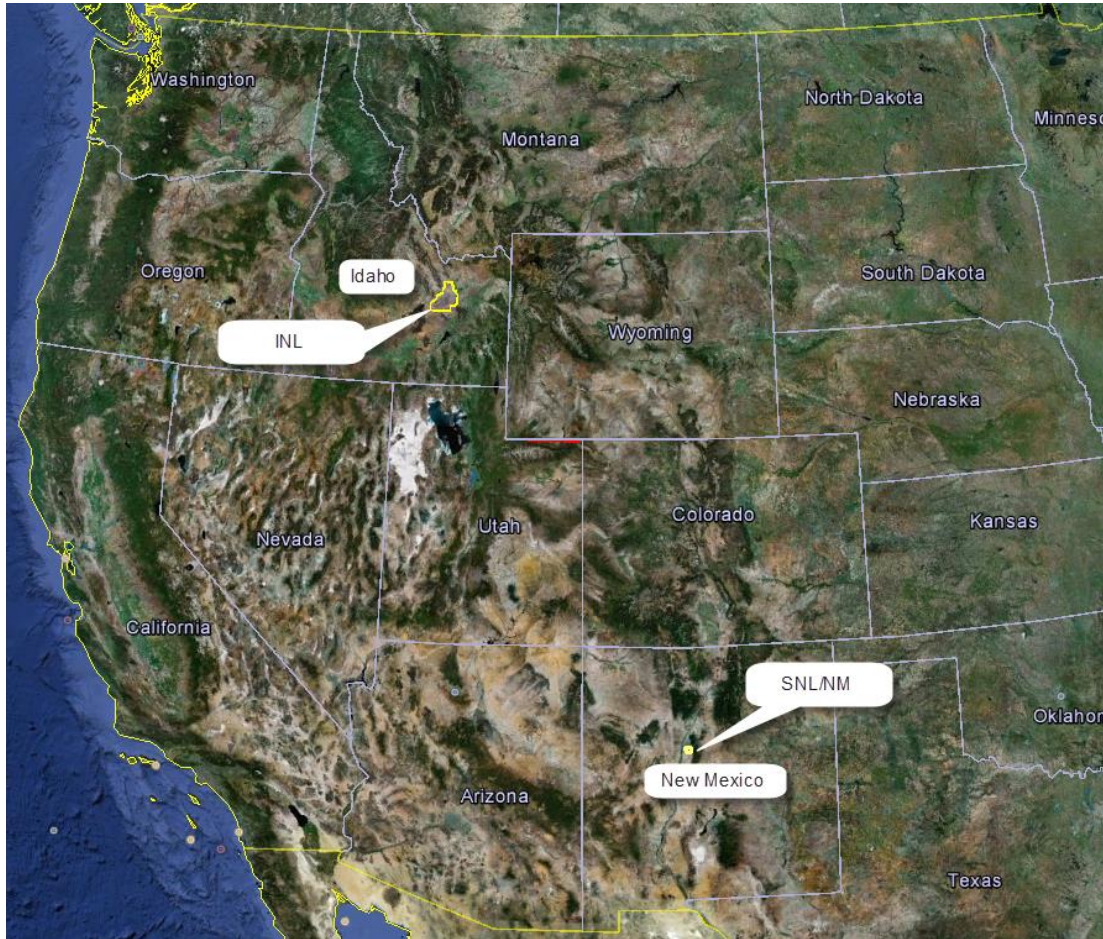 Washington
North Dakota
Montana
Minneso
Oregon
Idaho
South Dakota
INL
Wyoming
Nebraska
Nevada
Utah
Colorado
Kansas
California
SNL/NM
Oklahom
New Mexico
Arizona
Texas